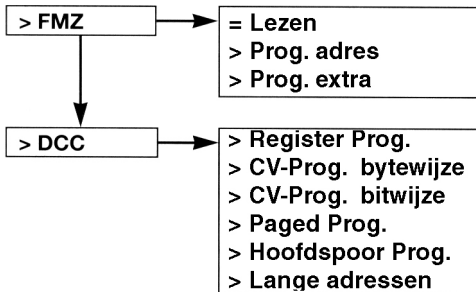 > FMZ
= Lezen
> Prog. adres
> Prog. extra
> DCC
> Register Prog.
> CV-Prog. bytewijze
> CV-Prog. bitwijze
> Paged Prog.
> Hoofdspoor Prog.
> Lange adressen